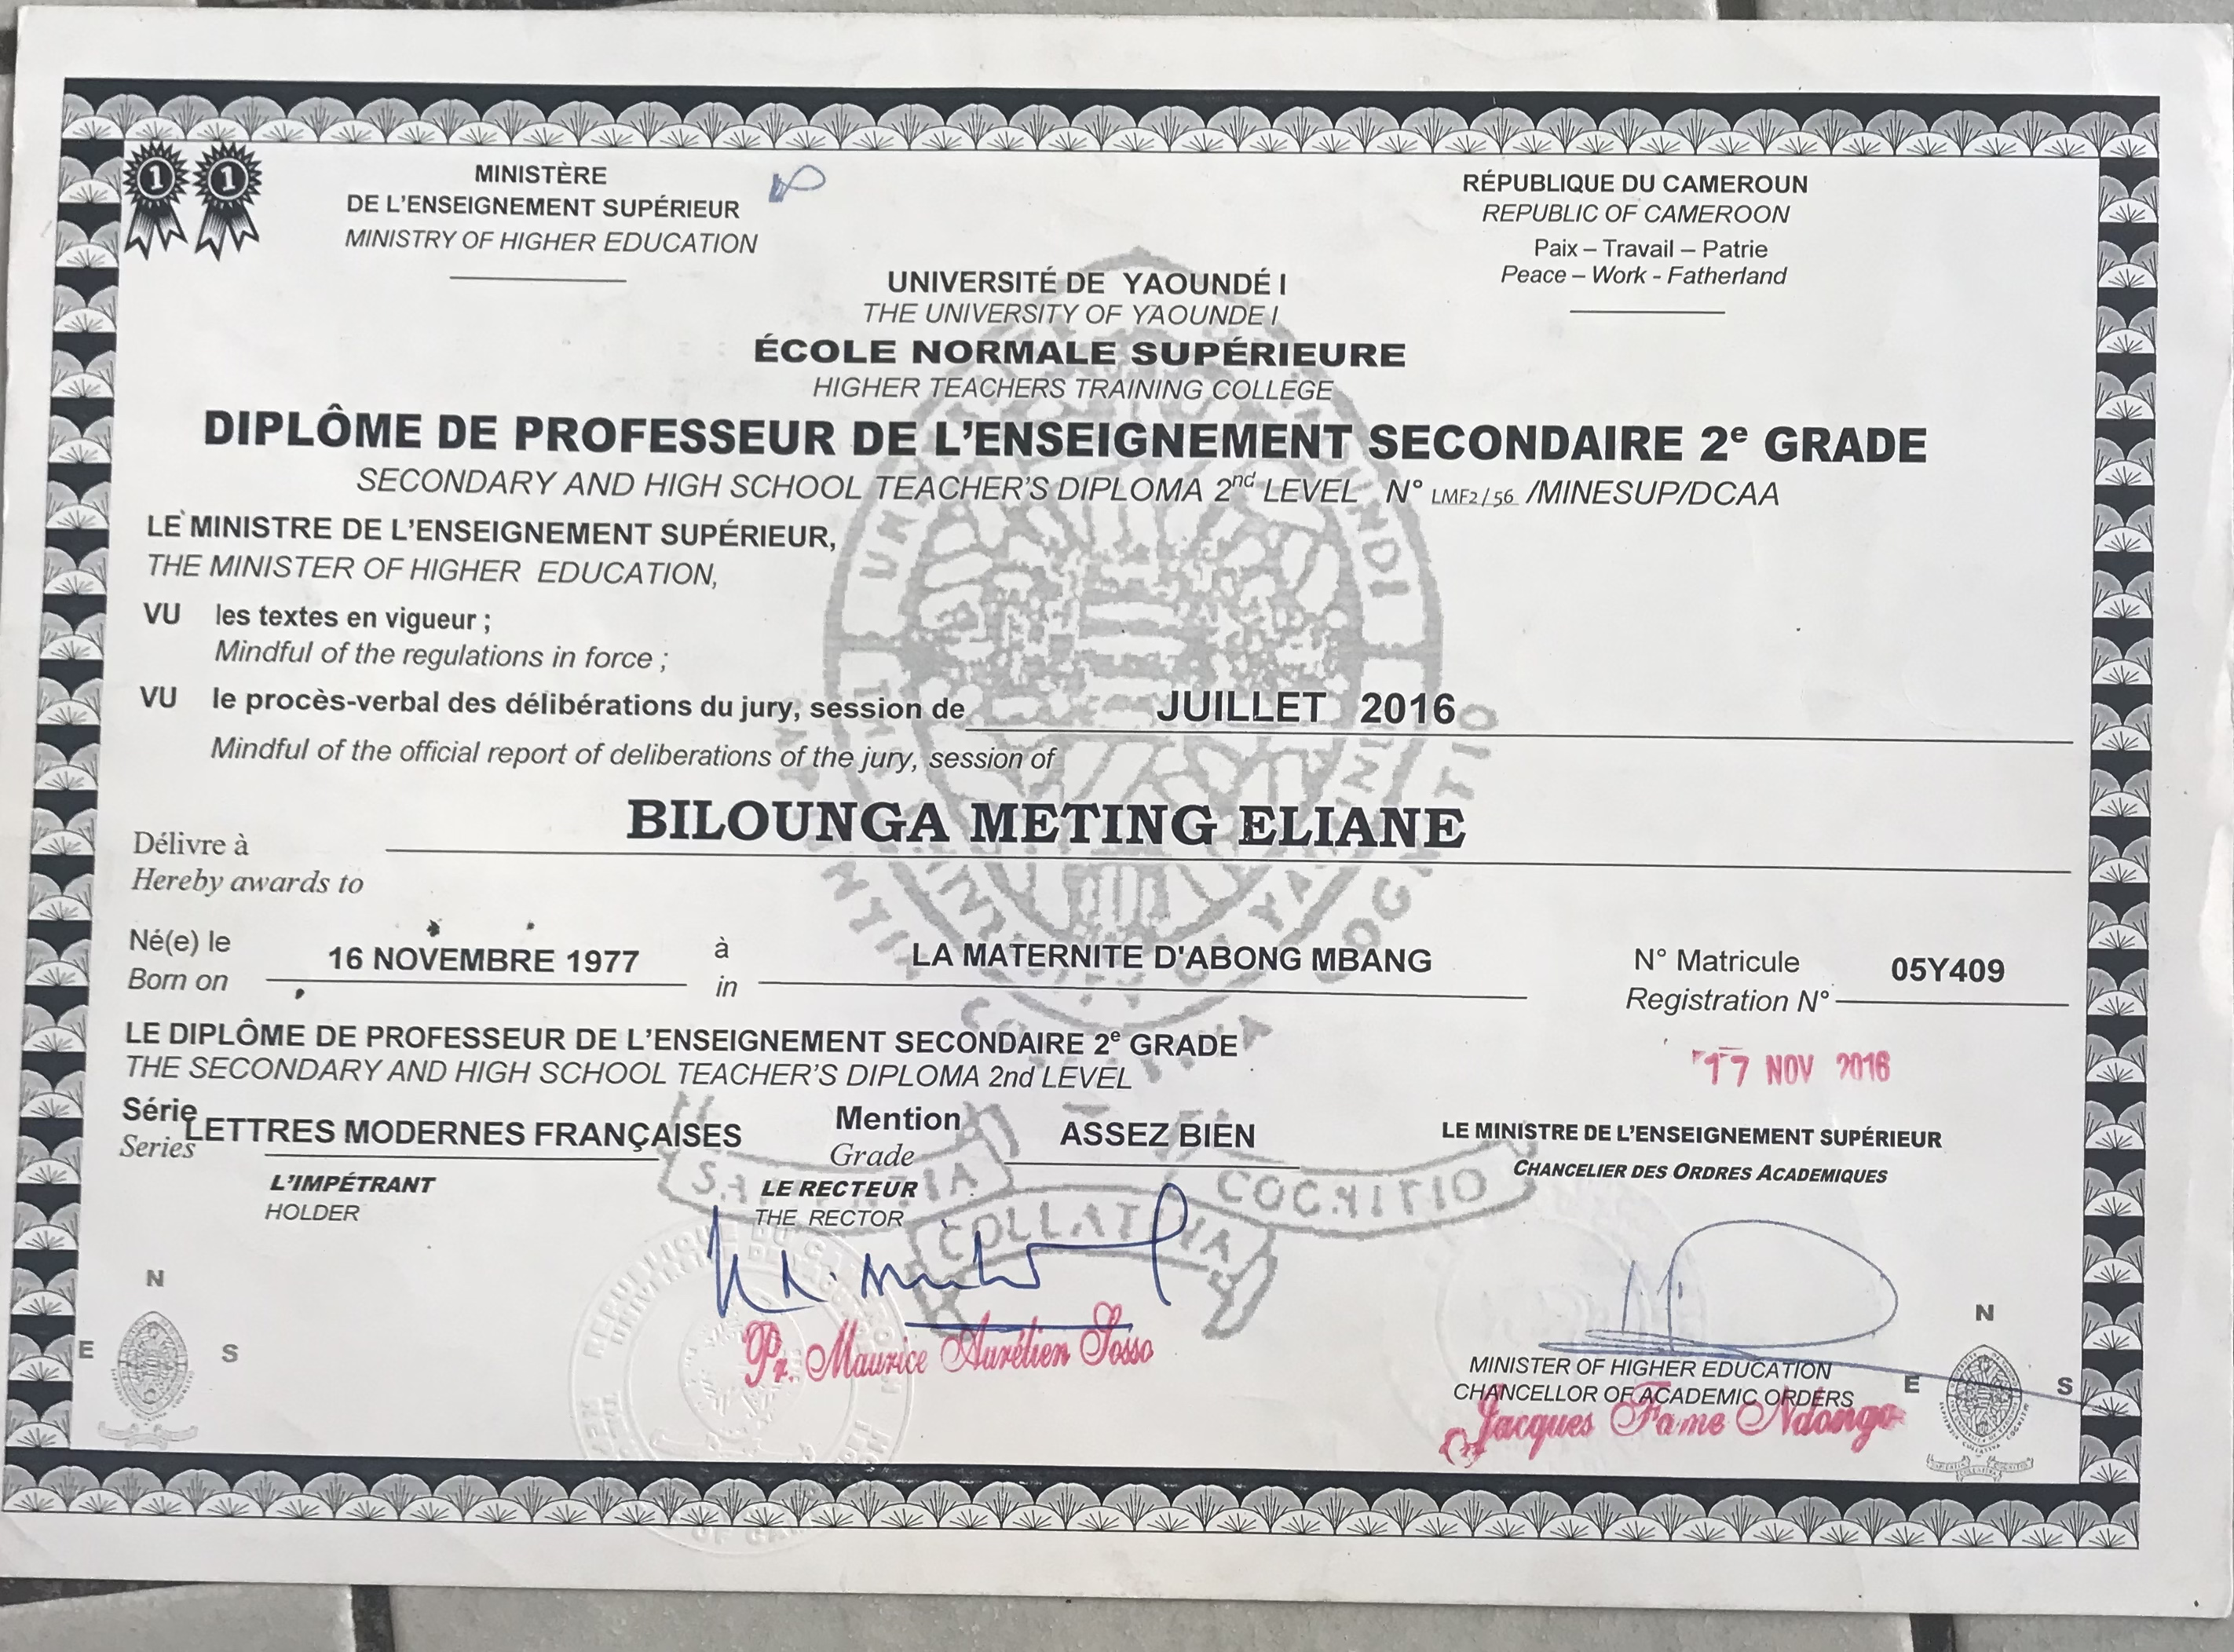 MINISTÈRE
DE L'ENSEIGNEMENT SUPÉRIEUR
MINISTRY OF HIGHER EDUCATION
RÉPUBLIQUE DU CAMEROUN
REPUBLIC OF CAMEROON
Paix – Travail – Patrie
Peace – Work - Fatherland
UNIVERSITÉ DE YAOUNDÉ I
THE UNIVERSITY OF YAOUNDE I
ÉCOLE NORMALE SUPÉRIEURE
HIGHER TEACHERS TRAINING COLLEGE
DIPLÔME DE PROFESSEUR DE L'ENSEIGNEMENT SECONDAIRE 2e GRADE
SECONDARY AND HIGH SCHOOL TEACHER'S DIPLOMA 2nd LEVEL N° LMF2/56 /MINESUP/DCAA
LE MINISTRE DE L'ENSEIGNEMENT SUPÉRIEUR,
THE MINISTER OF HIGHER EDUCATION,
VU les textes en vigueur ;
Mindful of the regulations in force ;
VU le procès-verbal des délibérations du jury, session de JUILLET 2016
Mindful of the official report of deliberations of the jury, session of
Délivre à BILOUNGA METING ELIANE
Hereby awards to
Né(e) le 16 NOVEMBRE 1977 à LA MATERNITE D'ABONG MBANG N° Matricule 05Y409
Born on in Registration N°
LE DIPLÔME DE PROFESSEUR DE L'ENSEIGNEMENT SECONDAIRE 2e GRADE
THE SECONDARY AND HIGH SCHOOL TEACHER'S DIPLOMA 2nd LEVEL
17 NOV 2016
Série LETTRES MODERNES FRANÇAISES Mention ASSEZ BIEN
Series Grade
LE MINISTRE DE L'ENSEIGNEMENT SUPÉRIEUR
CHANCELIER DES ORDRES ACADEMIQUES
L'IMPÉTRANT
HOLDER
LE RECTEUR
THE RECTOR
COLLATIVA COGNITIO
Pr. Maurice Aurélien Sosso
MINISTER OF HIGHER EDUCATION
CHANCELLOR OF ACADEMIC ORDERS
Jacques Fame Ndongo
N
E S
N
E S